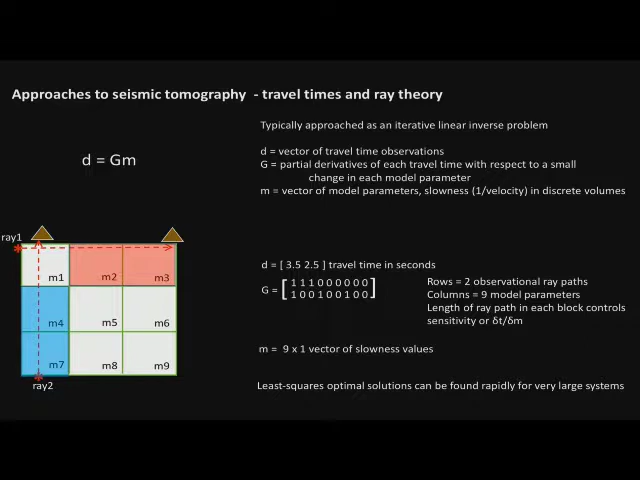 Approaches to seismic tomography - travel times and ray theory
Typically approached as an iterative linear inverse problem
d = Gm
d = vector of travel time observations
G = partial derivatives of each travel time with respect to a small
change in each model parameter
m = vector of model parameters, slowness (1/velocity) in discrete volumes
ray1
m1 m2 m3
m4 m5 m6
m7 m8 m9
ray2
d = [ 3.5 2.5 ] travel time in seconds
G = [ 1 1 1 0 0 0 0 0 0
1 0 0 1 0 0 1 0 0 ]
Rows = 2 observational ray paths
Columns = 9 model parameters
Length of ray path in each block controls
sensitivity or δt/δm
m = 9 x 1 vector of slowness values
Least-squares optimal solutions can be found rapidly for very large systems